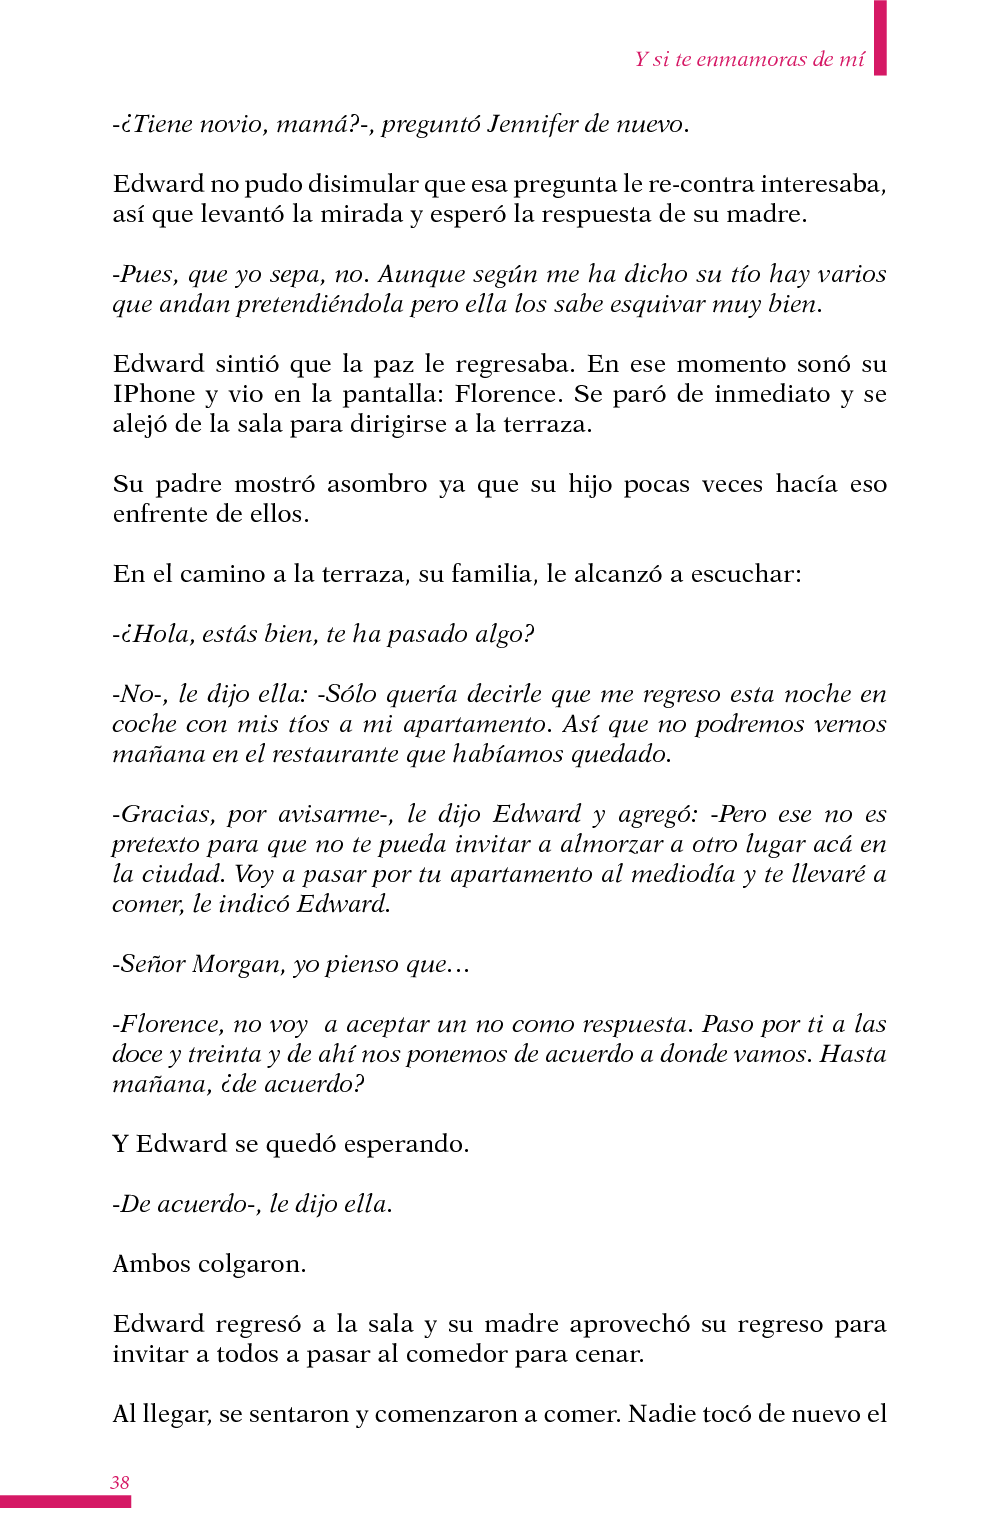 Y si te enmamoras de mí
-¿Tiene novio, mamá?-, preguntó Jennifer de nuevo.
Edward no pudo disimular que esa pregunta le re-contra interesaba,
así que levantó la mirada y esperó la respuesta de su madre.
-Pues, que yo sepa, no. Aunque según me ha dicho su tío hay varios
que andan pretendiéndola pero ella los sabe esquivar muy bien.
Edward sintió que la paz le regresaba. En ese momento sonó su
IPhone y vio en la pantalla: Florence. Se paró de inmediato y se
alejó de la sala para dirigirse a la terraza.
Su padre mostró asombro ya que su hijo pocas veces hacía eso
enfrente de ellos.
En el camino a la terraza, su familia, le alcanzó a escuchar:
-¿Hola, estás bien, te ha pasado algo?
-No-, le dijo ella: -Sólo quería decirle que me regreso esta noche en
coche con mis tíos a mi apartamento. Así que no podremos vernos
mañana en el restaurante que habíamos quedado.
-Gracias, por avisarme-, le dijo Edward y agregó: -Pero ese no es
pretexto para que no te pueda invitar a almorzar a otro lugar acá en
la ciudad. Voy a pasar por tu apartamento al mediodía y te llevaré a
comer, le indicó Edward.
-Señor Morgan, yo pienso que…
-Florence, no voy  a aceptar un no como respuesta. Paso por ti a las
doce y treinta y de ahí nos ponemos de acuerdo a donde vamos. Hasta
mañana, ¿de acuerdo?
Y Edward se quedó esperando.
-De acuerdo-, le dijo ella.
Ambos colgaron.
Edward regresó a la sala y su madre aprovechó su regreso para
invitar a todos a pasar al comedor para cenar.
Al llegar, se sentaron y comenzaron a comer. Nadie tocó de nuevo el
38